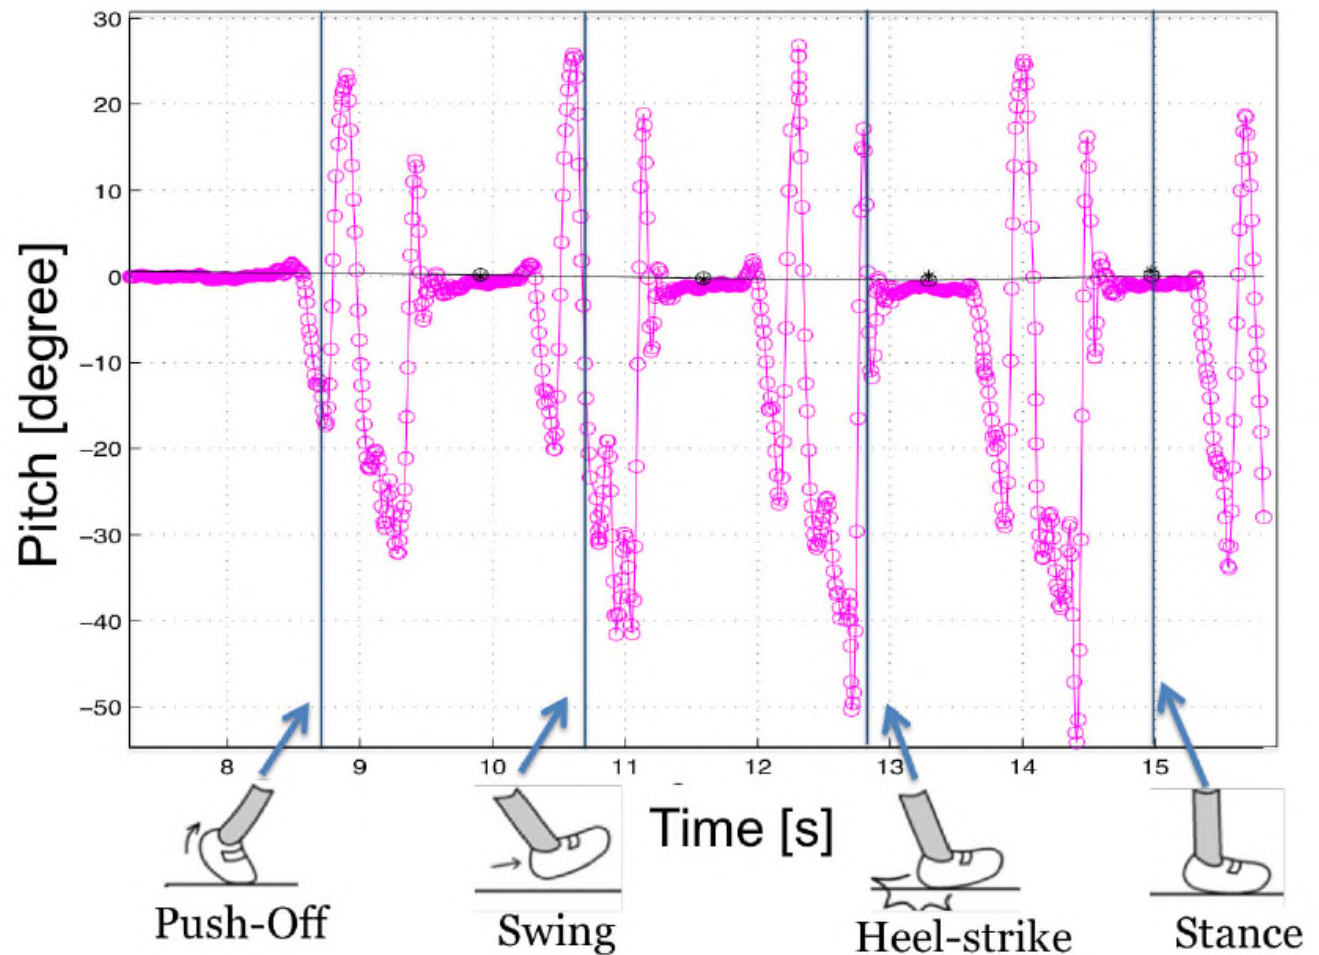 30
20
10
0
−10
−20
−30
−40
−50
Pitch [degree]
8 9 10 11 12 13 14 15
Time [s]
Push-Off
Swing
Heel-strike
Stance